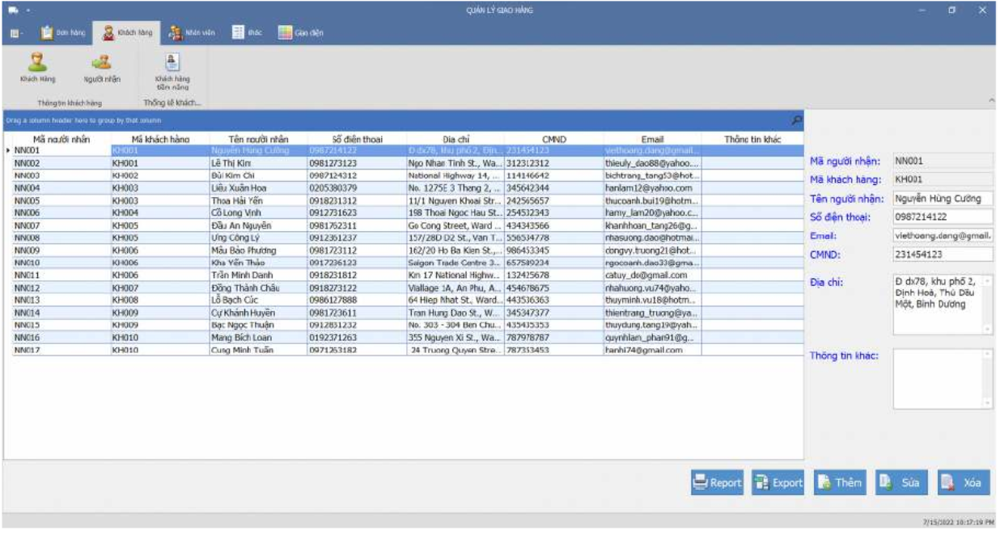 QUẢN LÝ GIAO HÀNG
Đơn hàng Khách hàng Nhân viên Khác Giao diện
Khách Hàng Người nhận Khách hàng tiềm năng
Thông tin khách hàng Thống kê khách...
Drag a column header here to group by that column
Mã người nhận Mã khách hàng Tên người nhận Số điện thoại Địa chỉ CMND Email Thông tin khác
NN001 KH001 Nguyễn Hùng Cường 0987214122 Đ dx78, khu phố 2, Địn... 231454123 viethoang.dang@gmail...
NN002 KH001 Lê Thị Kim 0981273123 Ngo Nhan Tinh St., Wa... 312312312 thieuly_dao88@yahoo....
NN003 KH002 Bùi Kim Chi 0987124312 National Highway 14, ... 114146642 bichtrang_tang53@hot...
NN004 KH003 Liễu Xuân Hoa 0205380379 No. 1275E 3 Thang 2, ... 345642344 hanlam12@yahoo.com
NN005 KH003 Thoa Hải Yến 0918231312 11/1 Nguyen Khoai Str... 242565657 thucoanh.bui19@hotm...
NN006 KH004 Cồ Long Vịnh 0912731623 198 Thoai Ngoc Hau St... 254532343 hamy_lam20@yahoo.c...
NN007 KH005 Đầu An Nguyên 0981762311 Go Cong Street, Ward ... 434343566 khanhhoan_tang26@g...
NN008 KH005 Ưng Công Lý 0912361237 157/28D D2 St., Van T... 556534778 nhasuong.dao@hotmai...
NN009 KH006 Mầu Bảo Phương 0981723112 162/20 Ho Ba Kien St.,... 986453345 dongvy.truong21@hot...
NN010 KH006 Kha Yến Thảo 0917236123 Saigon Trade Centre 3... 657589234 ngocoanh.dao33@gma...
NN011 KH006 Trần Minh Danh 0918231812 Km 17 National Highw... 132425678 catuy_do@gmail.com
NN012 KH007 Đồng Thành Châu 0918273122 Viallage 1A, An Phu, A... 454678675 nhahuong.vu74@yaho...
NN013 KH008 Lỗ Bạch Cúc 0986127888 64 Hiep Nhat St., Ward... 443536363 thuyminh.vu18@hotm...
NN014 KH009 Cự Khánh Huyền 0981723611 Tran Hung Dao St., W... 345347377 thientrang_truong@ya...
NN015 KH009 Bạc Ngọc Thuận 0912831232 No. 303 - 304 Ben Chu... 435435353 thuydung.tang19@yah...
NN016 KH010 Mang Bích Loan 0192371263 355 Nguyen Xi St., Wa... 787978787 quynhlam_phan91@g...
NN017 KH010 Cung Minh Tuấn 0971263182 24 Truong Quyen Stre... 787353453 hanhi74@gmail.com
Mã người nhận: NN001
Mã khách hàng: KH001
Tên người nhận: Nguyễn Hùng Cường
Số điện thoại: 0987214122
Email: viethoang.dang@gmail.
CMND: 231454123
Địa chỉ: Đ dx78, khu phố 2,
Định Hoà, Thủ Dầu
Một, Bình Dương
Thông tin khác:
Report Export Thêm Sửa Xóa
7/15/2022 10:17:19 PM